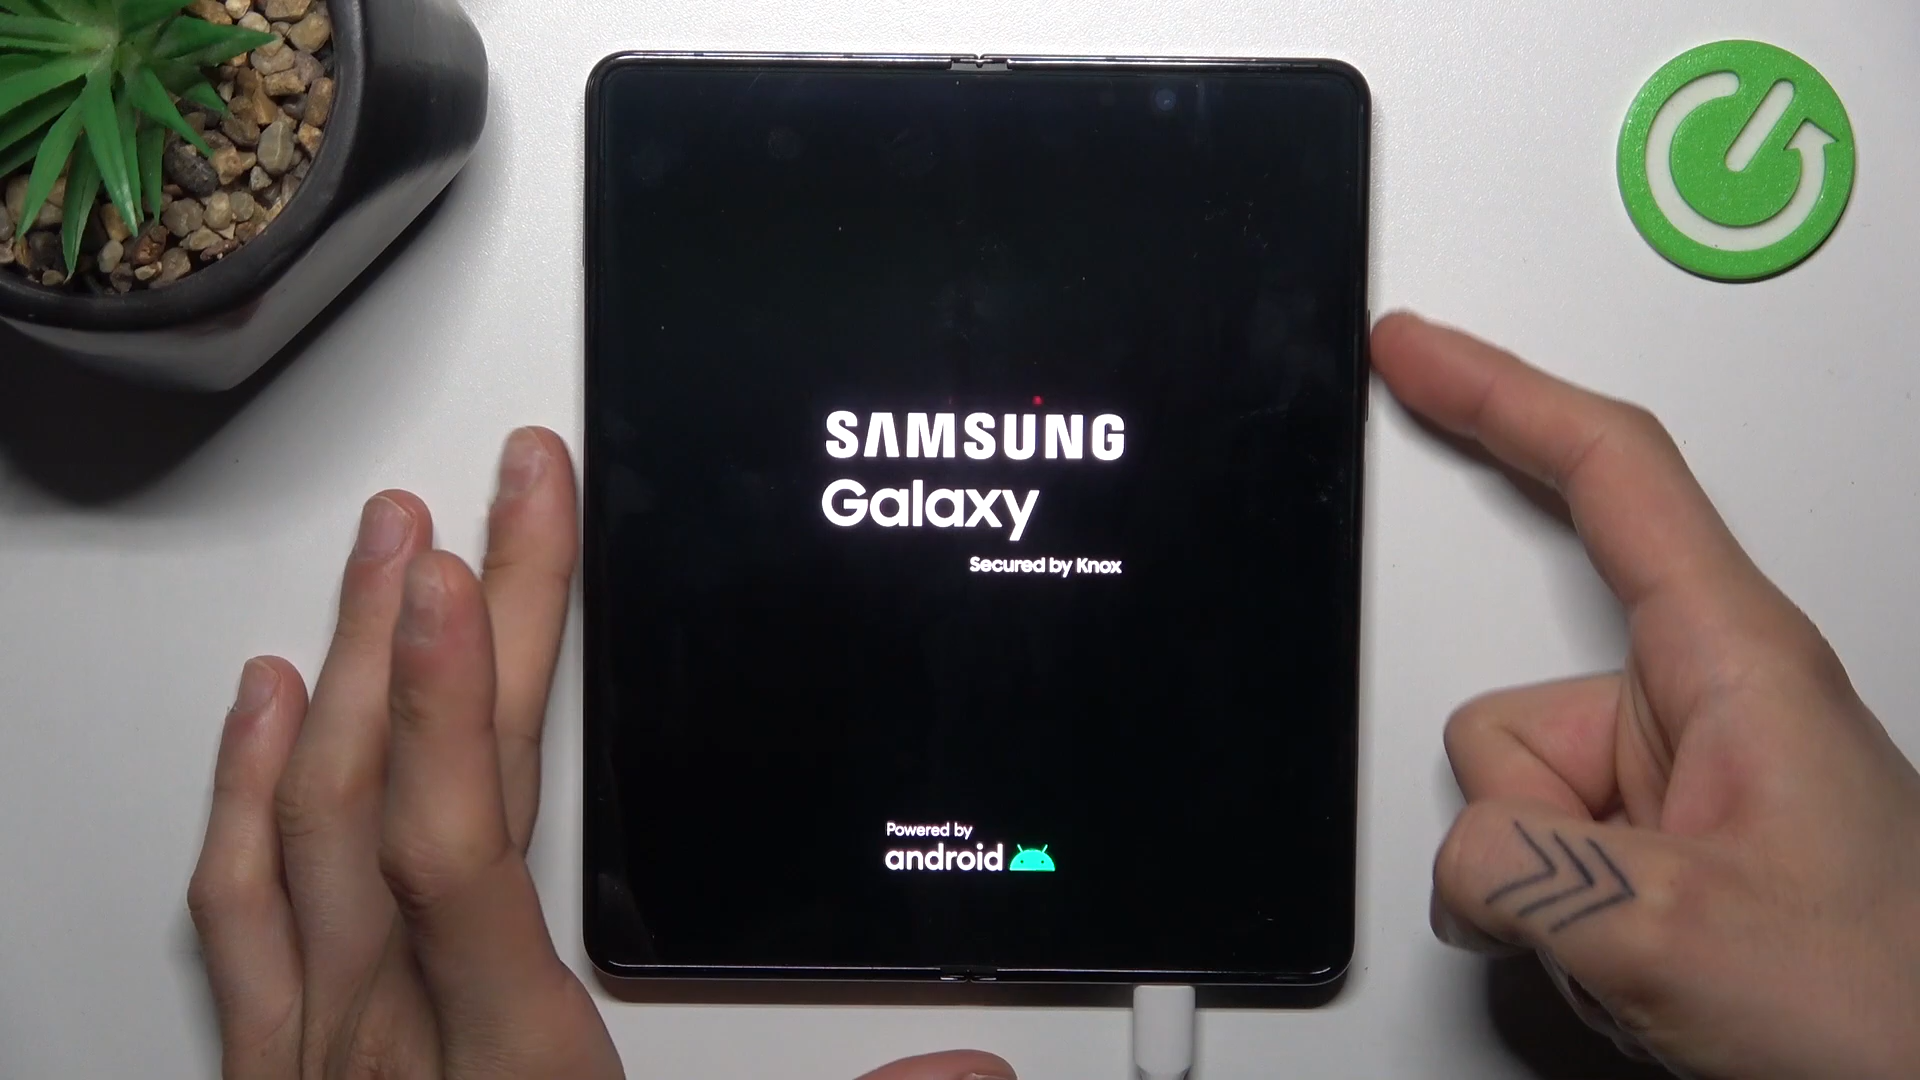 SAMSUNG
Galaxy
Secured by Knox
Powered by
android